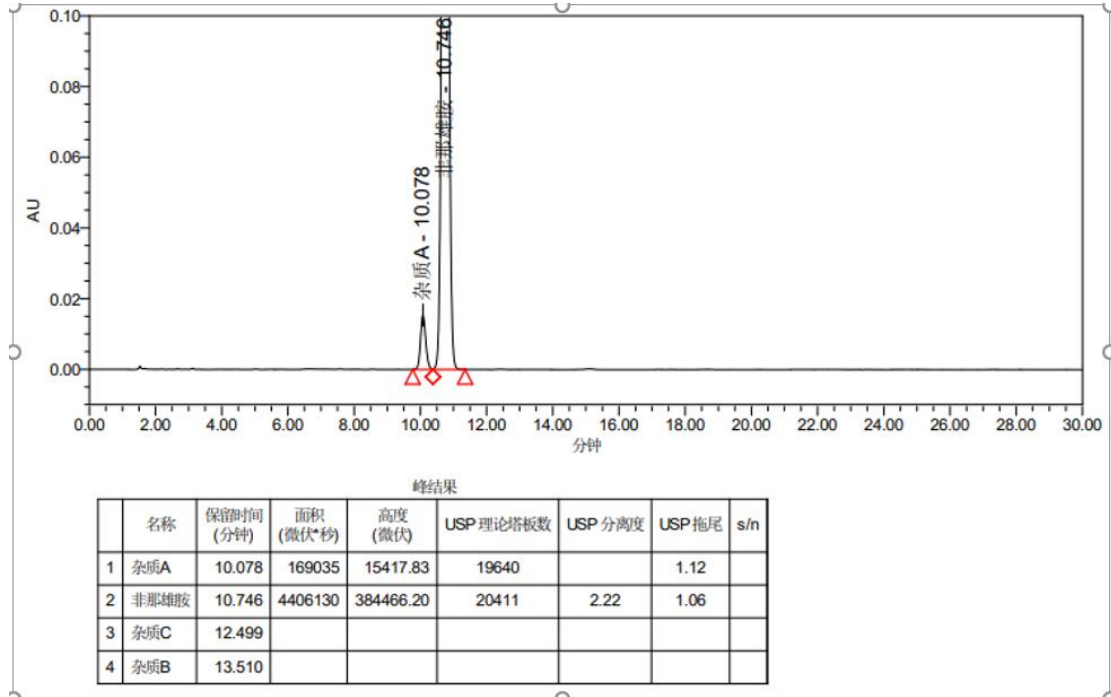 0.10
0.08
0.06
0.04
0.02
0.00
AU
杂质A - 10.078
非那雄胺 - 10.746
0.00 2.00 4.00 6.00 8.00 10.00 12.00 14.00 16.00 18.00 20.00 22.00 24.00 26.00 28.00 30.00
分钟
峰结果
名称 保留时间 (分钟) 面积 (微伏*秒) 高度 (微伏) USP 理论塔板数 USP 分离度 USP 拖尾 s/n
1 杂质A 10.078 169035 15417.83 19640 1.12
2 非那雄胺 10.746 4406130 384466.20 20411 2.22 1.06
3 杂质C 12.499
4 杂质B 13.510